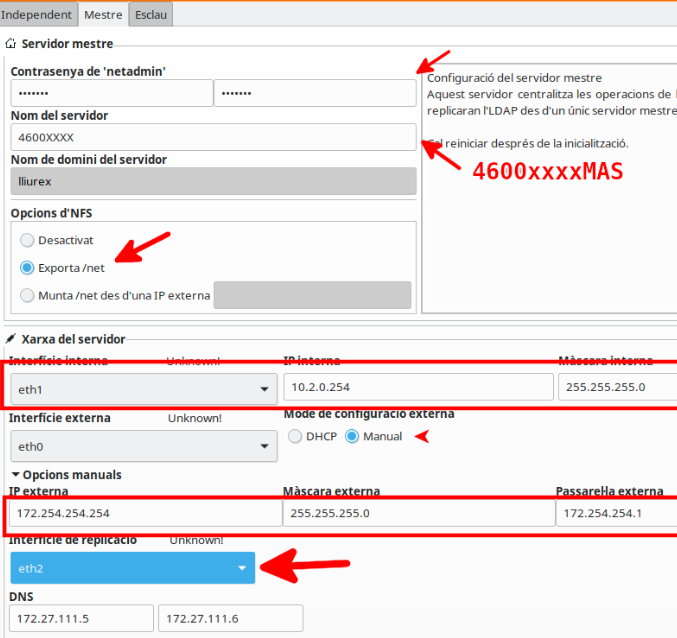 Independent Mestre Esclau
Servidor mestre
Contrasenya de 'netadmin'
••••••• •••••••
Nom del servidor
4600XXXX
Nom de domini del servidor
lliurex
Opcions d'NFS
Desactivat
Exporta /net
Munta /net des d'una IP externa
Configuració del servidor mestre
Aquest servidor centralitza les operacions de
replicaran l'LDAP des d'un únic servidor mestre
Cal reiniciar després de la inicialització.
4600xxxxMAS
Xarxa del servidor
Interfície interna Unknown! IP interna Màscara interna
eth1 10.2.0.254 255.255.255.0
Interfície externa Unknown! Mode de configuració externa
eth0 DHCP Manual
Opcions manuals
IP externa Màscara externa Passarel·la externa
172.254.254.254 255.255.255.0 172.254.254.1
Interfície de replicació Unknown!
eth2
DNS
172.27.111.5 172.27.111.6